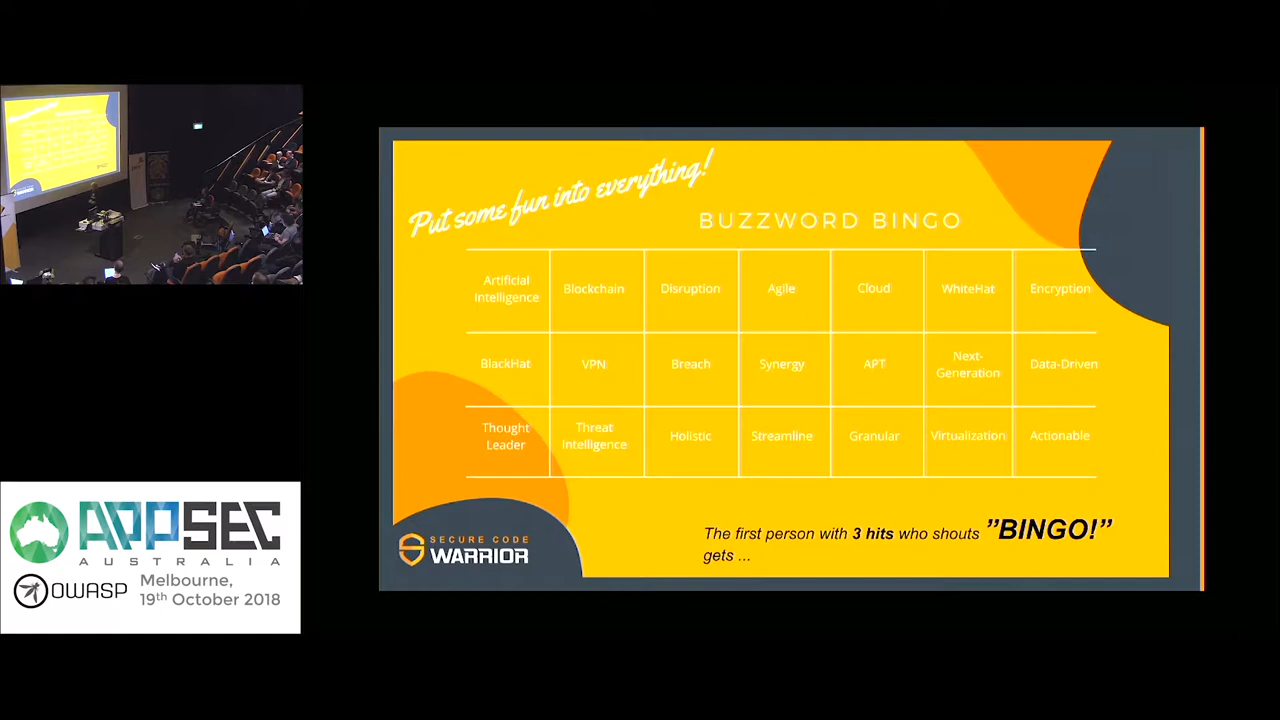 Put some fun into everything!
BUZZWORD BINGO
Artificial
Intelligence
Blockchain
Disruption
Agile
Cloud
WhiteHat
Encryption
BlackHat
VPN
Breach
Synergy
APT
Next-
Generation
Data-Driven
Thought
Leader
Threat
Intelligence
Holistic
Streamline
Granular
Virtualization
Actionable
The first person with 3 hits who shouts "BINGO!"
gets ...
SECURE CODE
WARRIOR
APPSEC
AUSTRALIA
OWASP
Melbourne,
19th October 2018